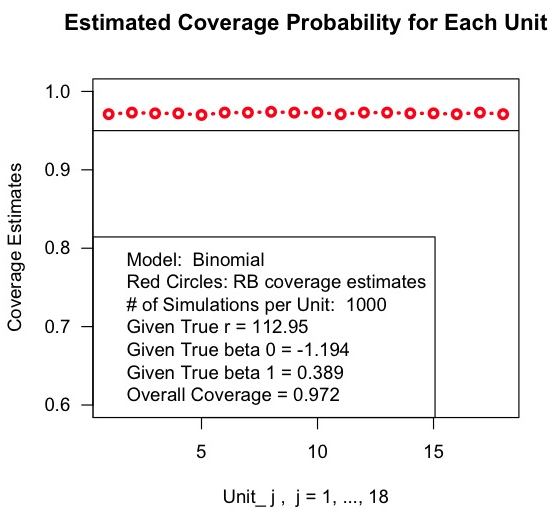 Estimated Coverage Probability for Each Unit
Coverage Estimates
1.0
0.9
0.8
0.7
0.6
Model: Binomial
Red Circles: RB coverage estimates
# of Simulations per Unit: 1000
Given True r = 112.95
Given True beta 0 = -1.194
Given True beta 1 = 0.389
Overall Coverage = 0.972
5 10 15
Unit_ j , j = 1, ..., 18